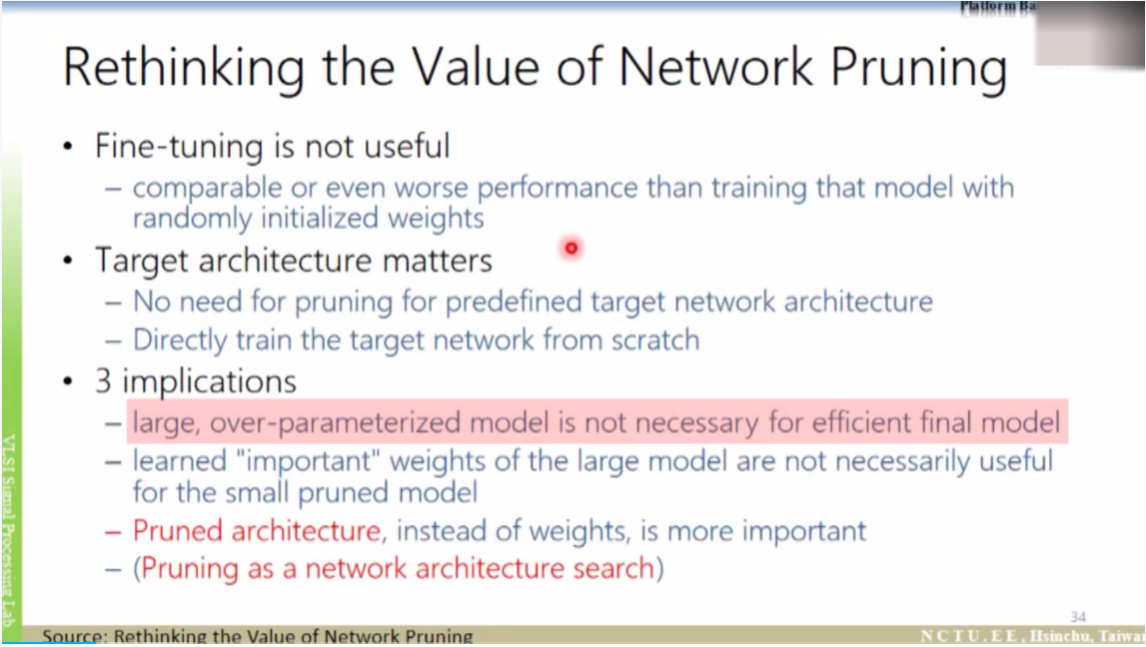 Platform Ba
Rethinking the Value of Network Pruning
• Fine-tuning is not useful
– comparable or even worse performance than training that model with
randomly initialized weights
• Target architecture matters
– No need for pruning for predefined target network architecture
– Directly train the target network from scratch
• 3 implications
– large, over-parameterized model is not necessary for efficient final model
– learned "important" weights of the large model are not necessarily useful
for the small pruned model
– Pruned architecture, instead of weights, is more important
– (Pruning as a network architecture search)
VLSI Signal Processing Lab.
34
Source: Rethinking the Value of Network Pruning
NCTU.EE, Hsinchu, Taiwan